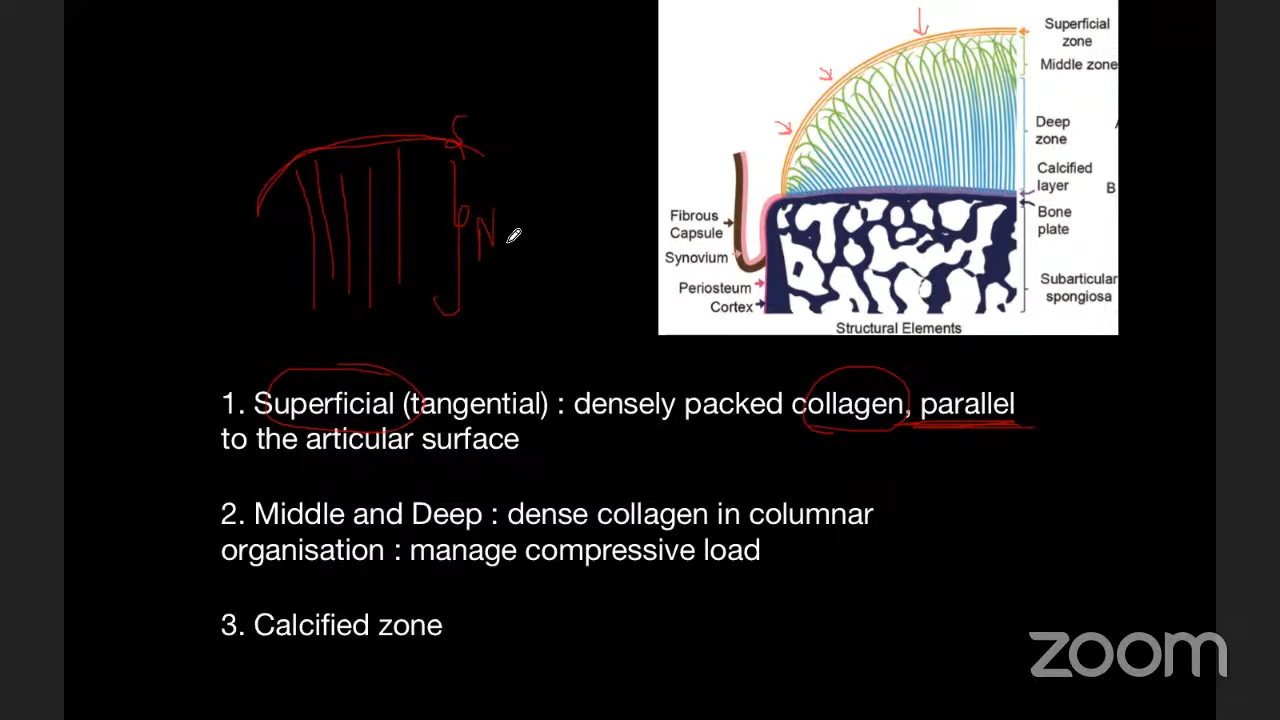 Superficial
zone
Middle zone
Deep
zone
Calcified
layer
B
Bone
plate
Fibrous
Capsule
Synovium
Periosteum
Cortex
Subarticular
spongiosa
Structural Elements
1. Superficial (tangential) : densely packed collagen, parallel
to the articular surface
2. Middle and Deep : dense collagen in columnar
organisation : manage compressive load
3. Calcified zone
zoom